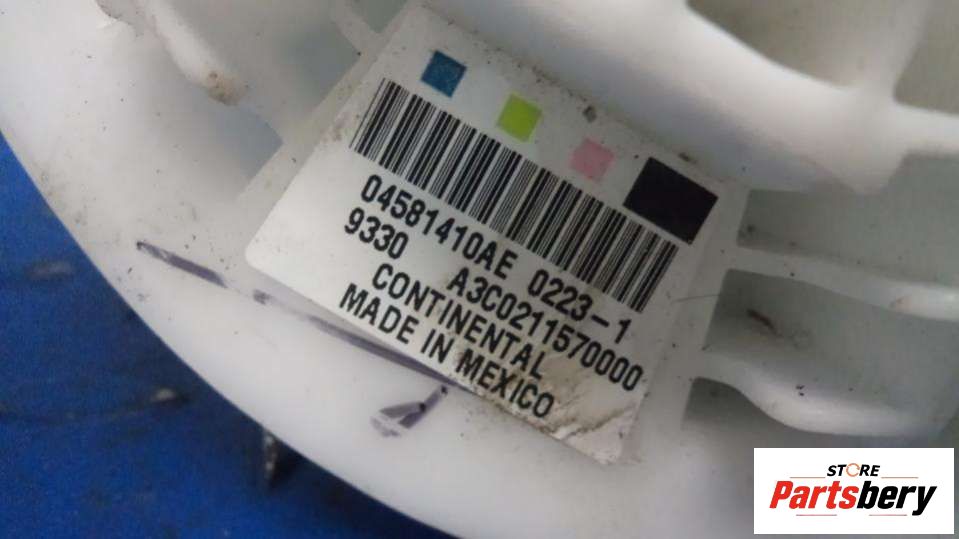 04581410AE 0223-1
9330 A3C0211570000
CONTINENTAL
MADE IN MEXICO
STORE
Partsbery